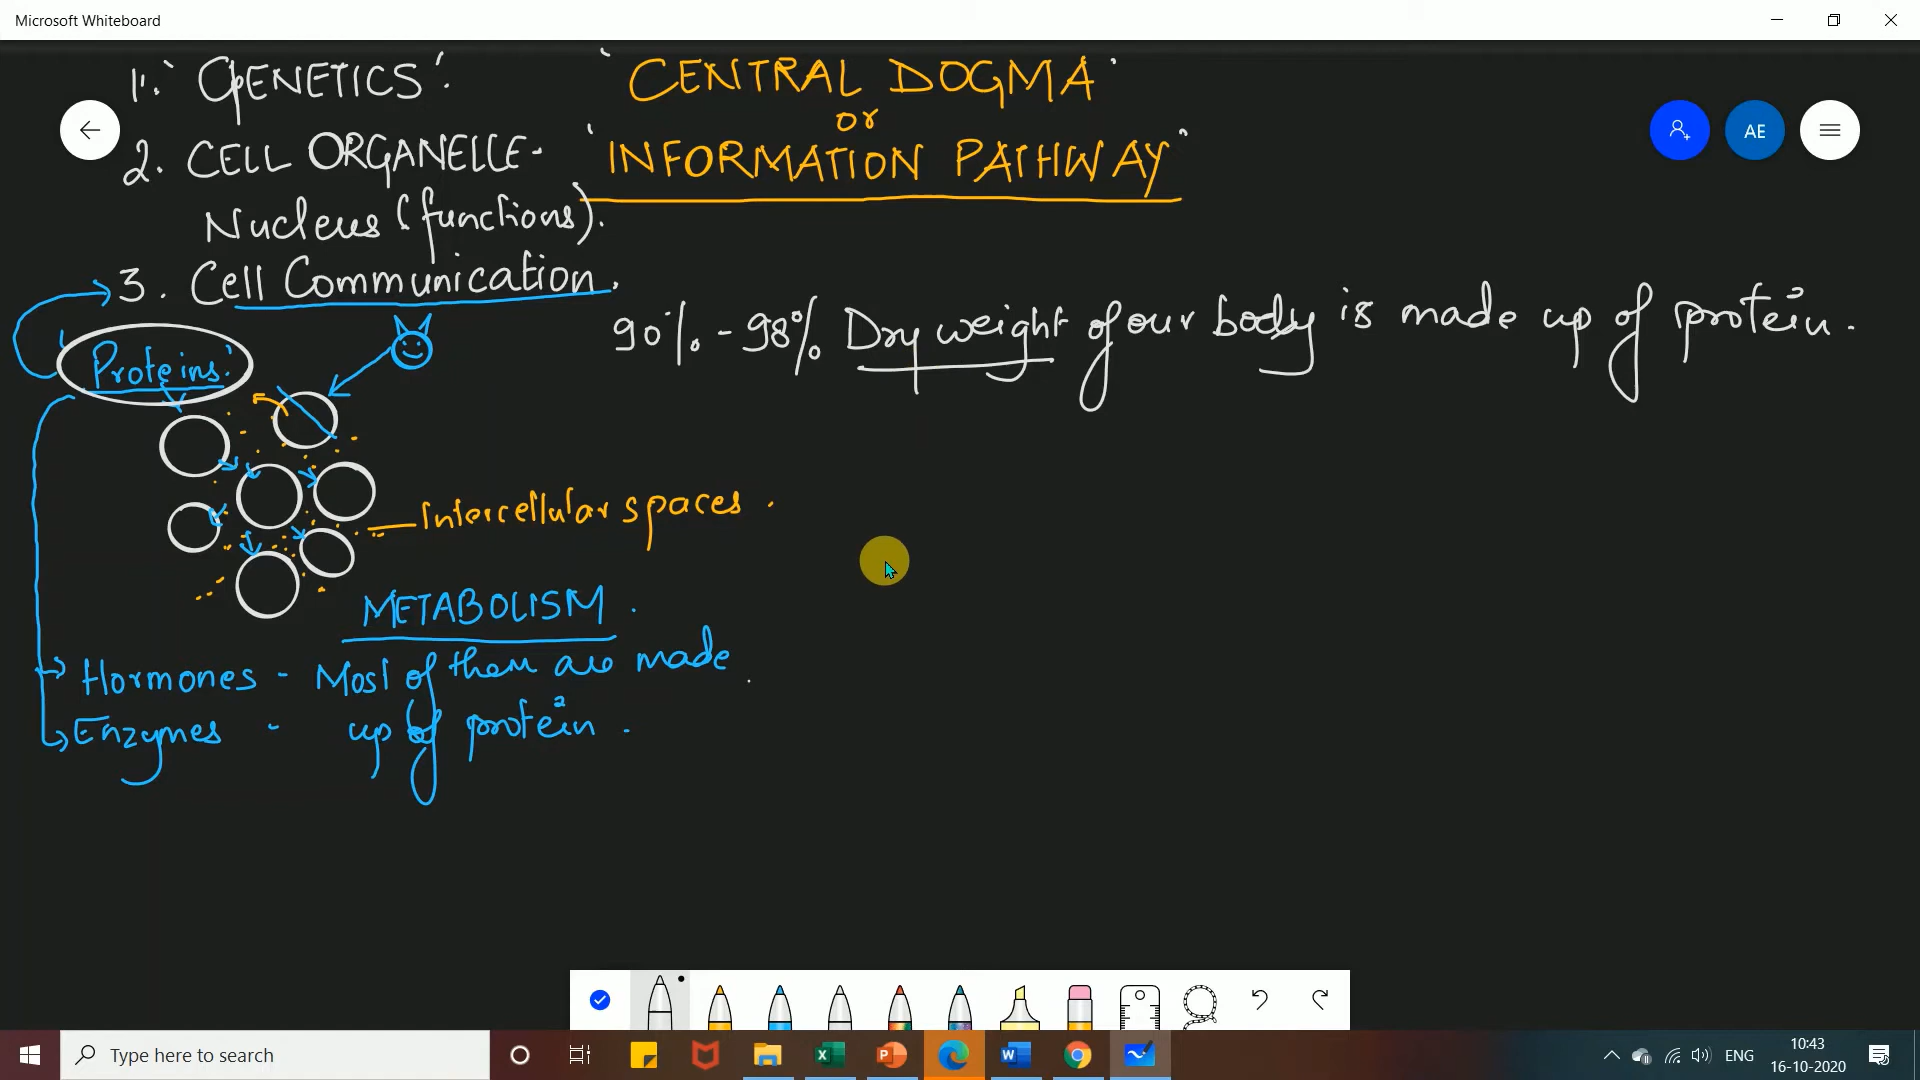 Microsoft Whiteboard
1. 'GENETICS'.
2. CELL ORGANELLE-
Nucleus (functions).
3. Cell Communication.
'CENTRAL DOGMA'
or
'INFORMATION PATHWAY'
AE
90% - 98% Dry weight of our body is made up of protein.
'Proteins'
Intercellular spaces.
METABOLISM.
Hormones - Most of them are made
Enzymes - up of protein.
Type here to search
ENG
10:43
16-10-2020